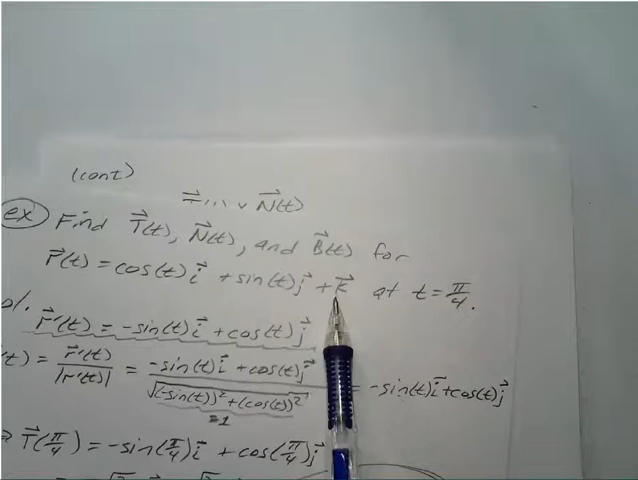 (cont)
N⃗(t)
ex Find T⃗(t), N⃗(t), and B⃗(t) for
r⃗(t) = cos(t) i⃗ + sin(t) j⃗ + k⃗ at t = π/4.
r⃗'(t) = -sin(t) i⃗ + cos(t) j⃗
(t) = r⃗'(t)/|r'(t)| = (-sin(t) i⃗ + cos(t) j⃗)/√((-sin(t))² + (cos(t))²) = -sin(t) i⃗ + cos(t) j⃗
=1
T⃗(π/4) = -sin(π/4) i⃗ + cos(π/4) j⃗